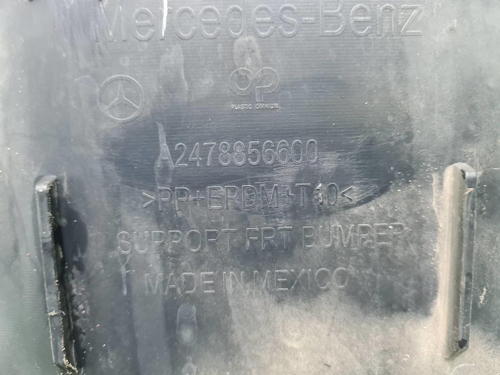 Mercedes-Benz
PLASTIC OMNIUM
A2478856600
>PP+EPDM+T10<
SUPPORT FRT BUMPER
MADE IN MEXICO